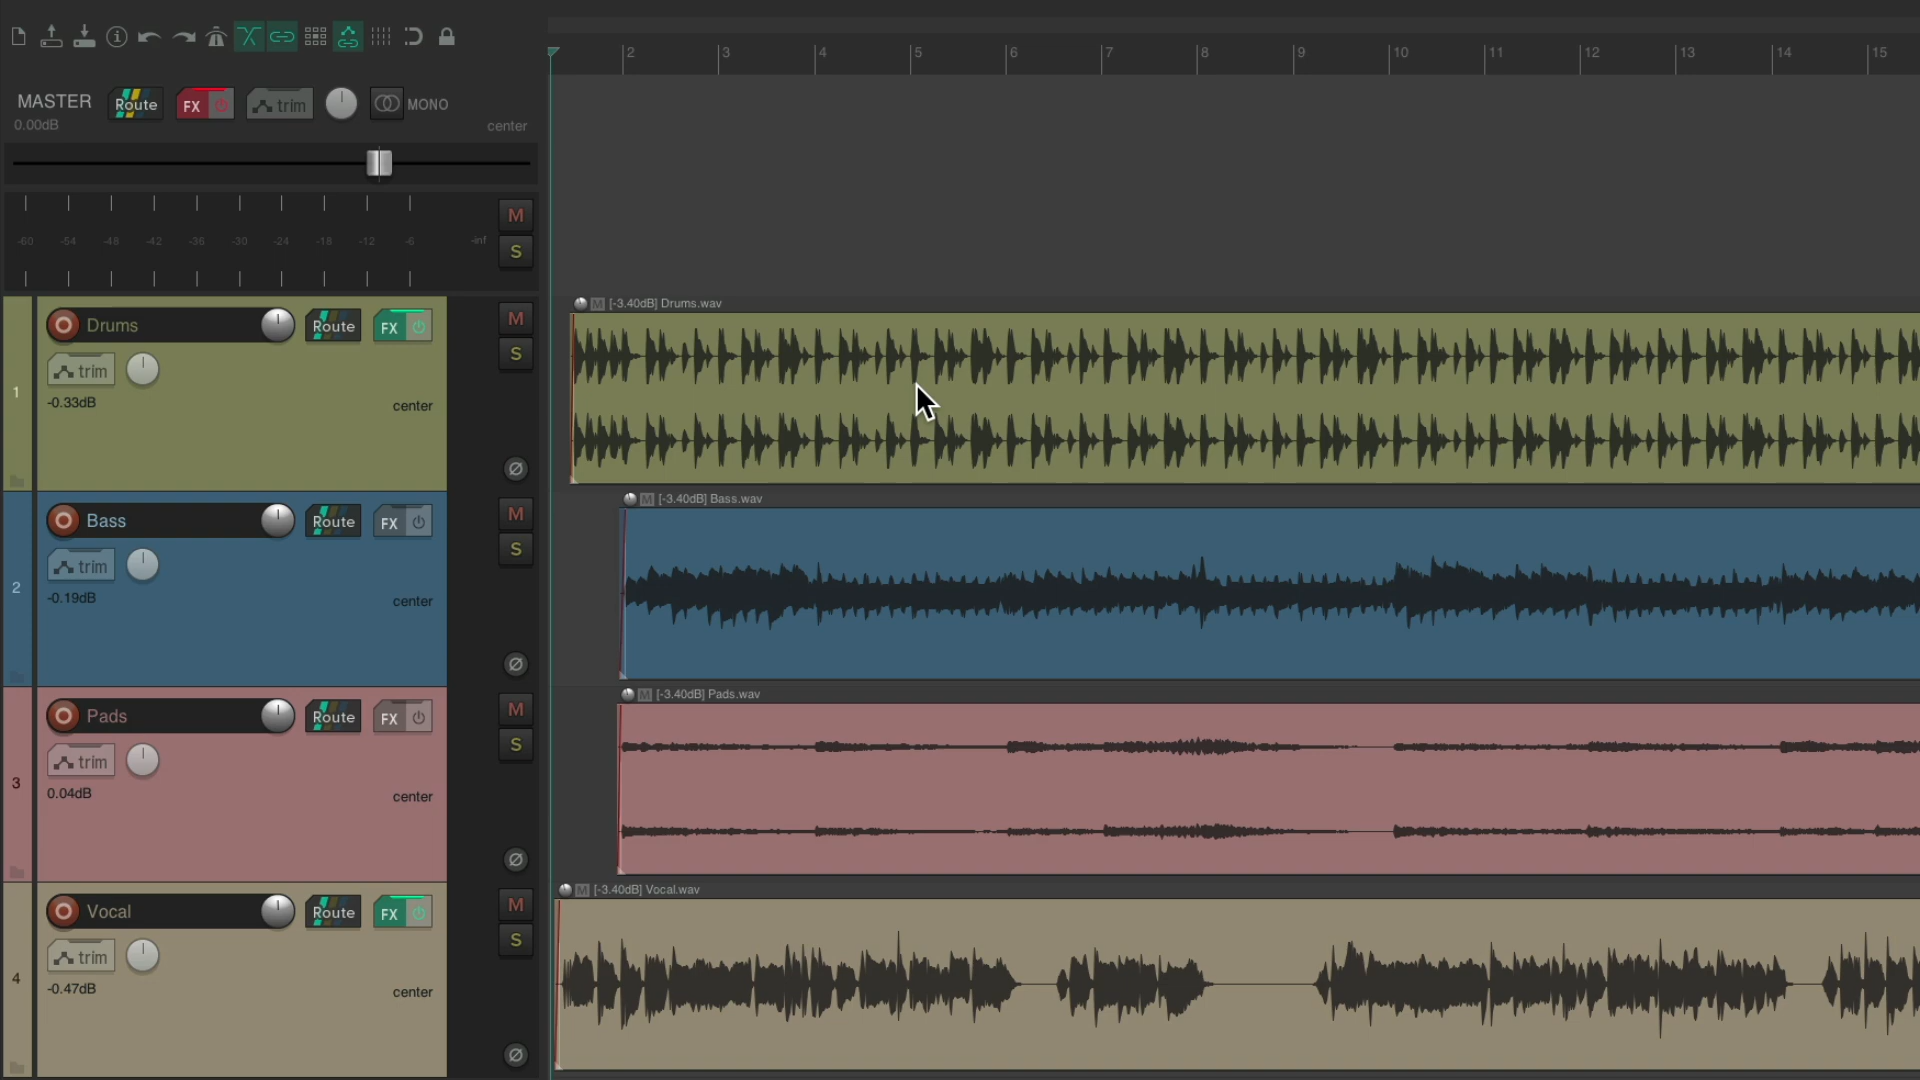 2 3 4 5 6 7 8 9 10 11 12 13 14 15
MASTER Route FX trim MONO
0.00dB center
-60 -54 -48 -42 -36 -30 -24 -18 -12 -6 -inf
M
S
[-3.40dB] Drums.wav
M
Drums Route FX M
trim S
-0.33dB center
1
[-3.40dB] Bass.wav
M
Bass Route FX M
trim S
-0.19dB center
2
[-3.40dB] Pads.wav
M
Pads Route FX M
trim S
0.04dB center
3
[-3.40dB] Vocal.wav
M
Vocal Route FX M
trim S
-0.47dB center
4